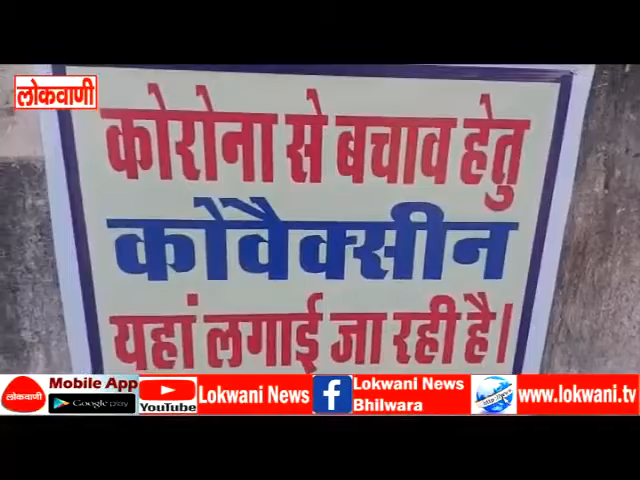 लोकवाणी
कोरोना से बचाव हेतु
कोवैक्सीन
यहां लगाई जा रही है।
लोकवाणी
Mobile App
Google play
YouTube
Lokwani News
Lokwani News
Bhilwara
www.lokwani.tv